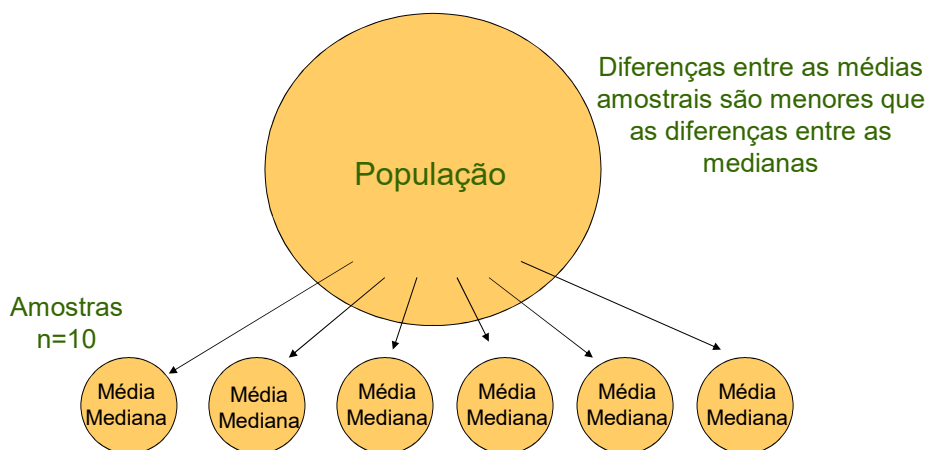 Diferenças entre as médias
amostrais são menores que
as diferenças entre as
medianas
População
Amostras
n=10
Média
Mediana
Média
Mediana
Média
Mediana
Média
Mediana
Média
Mediana
Média
Mediana